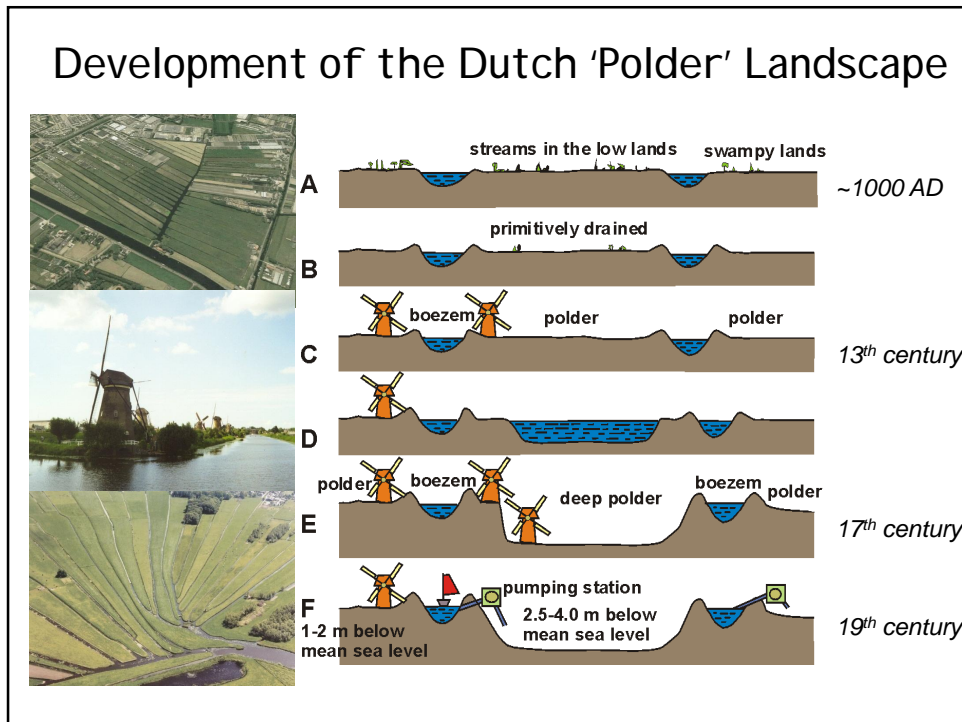 Development of the Dutch 'Polder' Landscape
streams in the low lands
swampy lands
A
~1000 AD
primitively drained
B
boezem
polder
polder
C
13th century
D
polder
boezem
deep polder
boezem
polder
E
17th century
pumping station
F
2.5-4.0 m below
mean sea level
1-2 m below
mean sea level
19th century